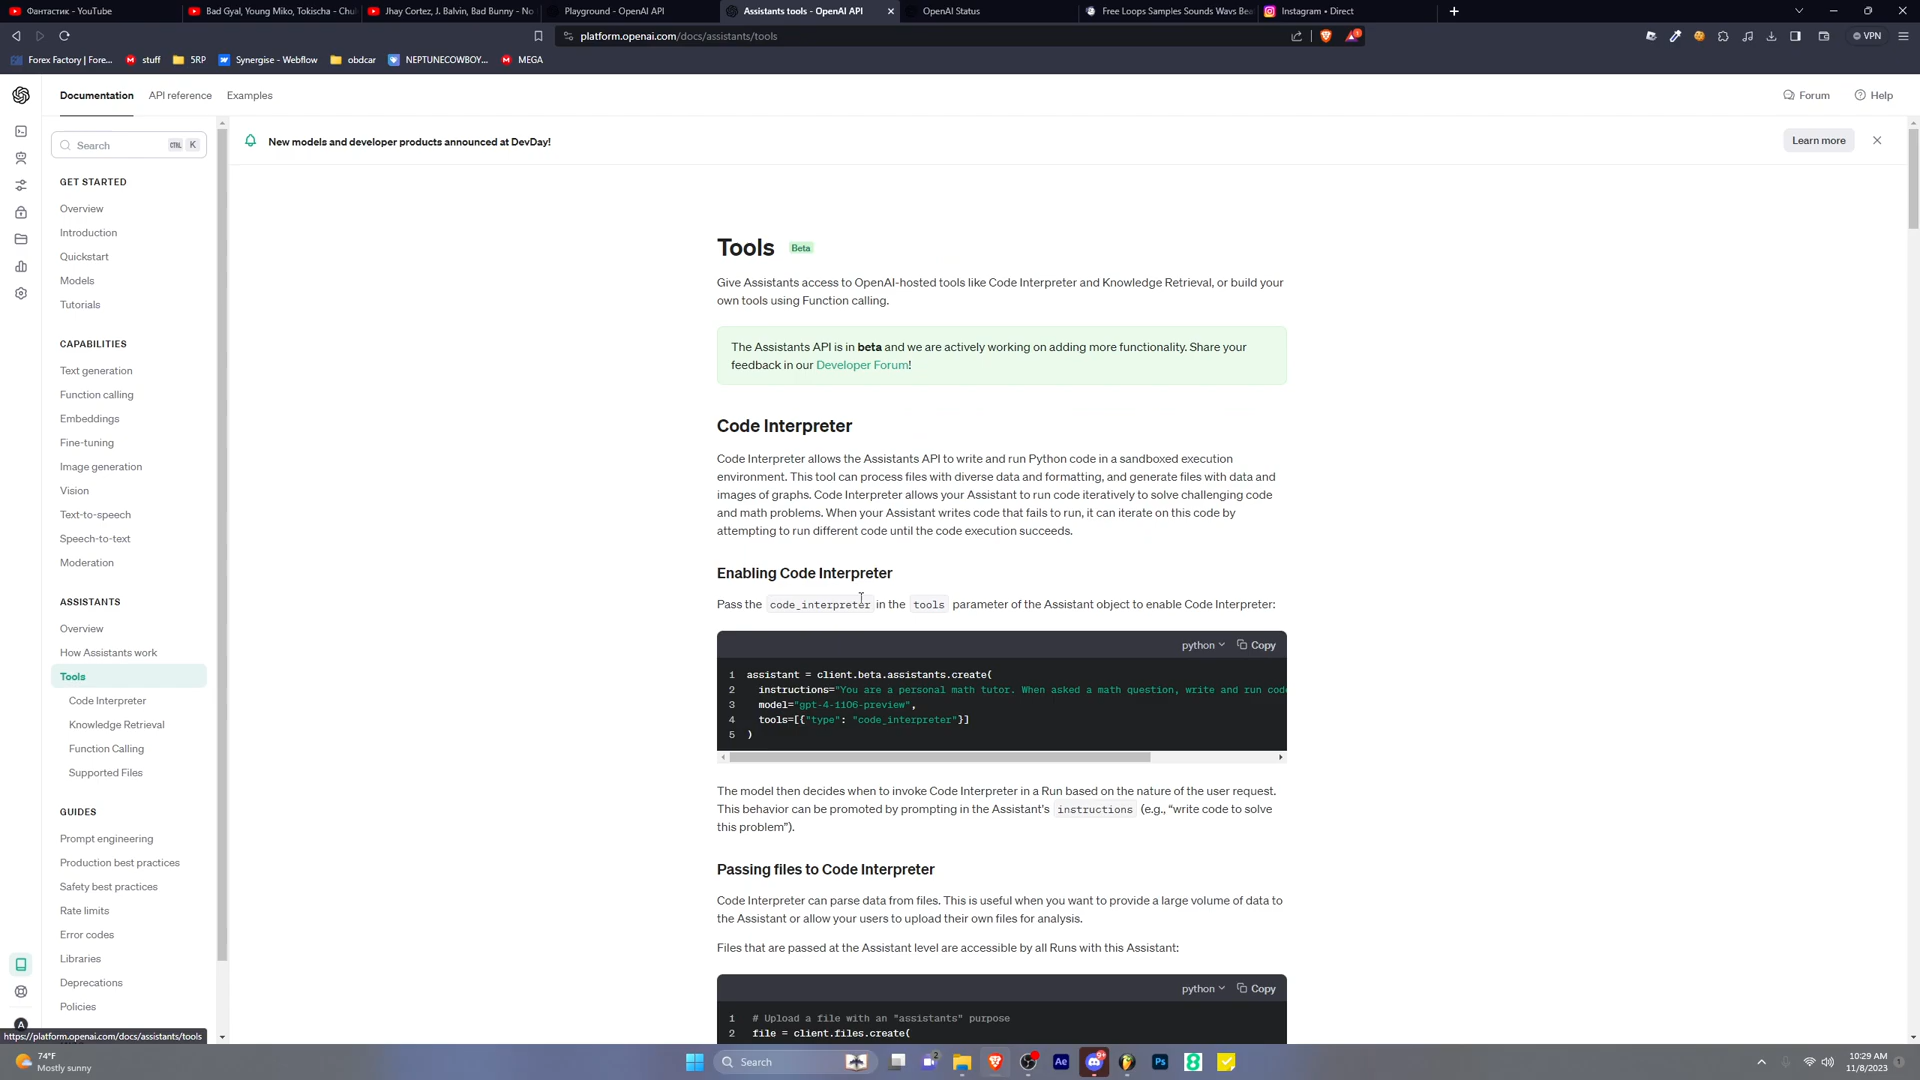 Фантастик - YouTube
Bad Gyal, Young Miko, Tokischa - Chu
Jhay Cortez, J. Balvin, Bad Bunny - No
Playground - OpenAI API
Assistants tools - OpenAI API
OpenAI Status
Free Loops Samples Sounds Wavs Bea
Instagram • Direct
platform.openai.com/docs/assistants/tools
VPN
Forex Factory | Fore...
stuff
5RP
Synergise - Webflow
obdcar
NEPTUNECOWBOY...
MEGA
Documentation
API reference
Examples
Forum
Help
Search
CTRL K
New models and developer products announced at DevDay!
Learn more
GET STARTED
Overview
Introduction
Quickstart
Models
Tutorials
CAPABILITIES
Text generation
Function calling
Embeddings
Fine-tuning
Image generation
Vision
Text-to-speech
Speech-to-text
Moderation
ASSISTANTS
Overview
How Assistants work
Tools
Code Interpreter
Knowledge Retrieval
Function Calling
Supported Files
GUIDES
Prompt engineering
Production best practices
Safety best practices
Rate limits
Error codes
Libraries
Deprecations
Policies
A
https://platform.openai.com/docs/assistants/tools
Tools Beta
Give Assistants access to OpenAI-hosted tools like Code Interpreter and Knowledge Retrieval, or build your
own tools using Function calling.
The Assistants API is in beta and we are actively working on adding more functionality. Share your
feedback in our Developer Forum!
Code Interpreter
Code Interpreter allows the Assistants API to write and run Python code in a sandboxed execution
environment. This tool can process files with diverse data and formatting, and generate files with data and
images of graphs. Code Interpreter allows your Assistant to run code iteratively to solve challenging code
and math problems. When your Assistant writes code that fails to run, it can iterate on this code by
attempting to run different code until the code execution succeeds.
Enabling Code Interpreter
Pass the code_interpreter in the tools parameter of the Assistant object to enable Code Interpreter:
python Copy
1 assistant = client.beta.assistants.create(
2 instructions="You are a personal math tutor. When asked a math question, write and run cod
3 model="gpt-4-1106-preview",
4 tools=[{"type": "code_interpreter"}]
5 )
The model then decides when to invoke Code Interpreter in a Run based on the nature of the user request.
This behavior can be promoted by prompting in the Assistant's instructions (e.g., “write code to solve
this problem”).
Passing files to Code Interpreter
Code Interpreter can parse data from files. This is useful when you want to provide a large volume of data to
the Assistant or allow your users to upload their own files for analysis.
Files that are passed at the Assistant level are accessible by all Runs with this Assistant:
python Copy
1 # Upload a file with an "assistants" purpose
2 file = client.files.create(
74°F
Mostly sunny
Search
Ae
Ps
10:29 AM
11/8/2023